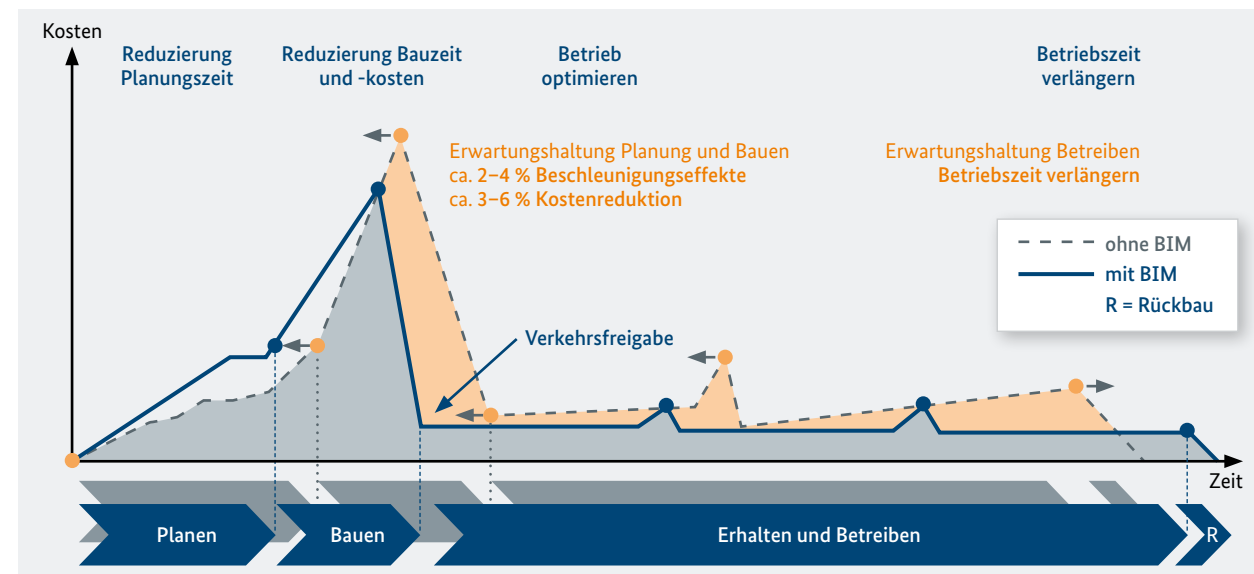 Kosten
Reduzierung
Planungszeit
Reduzierung Bauzeit
und -kosten
Betrieb
optimieren
Betriebszeit
verlängern
Erwartungshaltung Planung und Bauen
ca. 2–4 % Beschleunigungseffekte
ca. 3–6 % Kostenreduktion
Erwartungshaltung Betreiben
Betriebszeit verlängern
ohne BIM
mit BIM
R = Rückbau
Verkehrsfreigabe
Zeit
Planen
Bauen
Erhalten und Betreiben
R